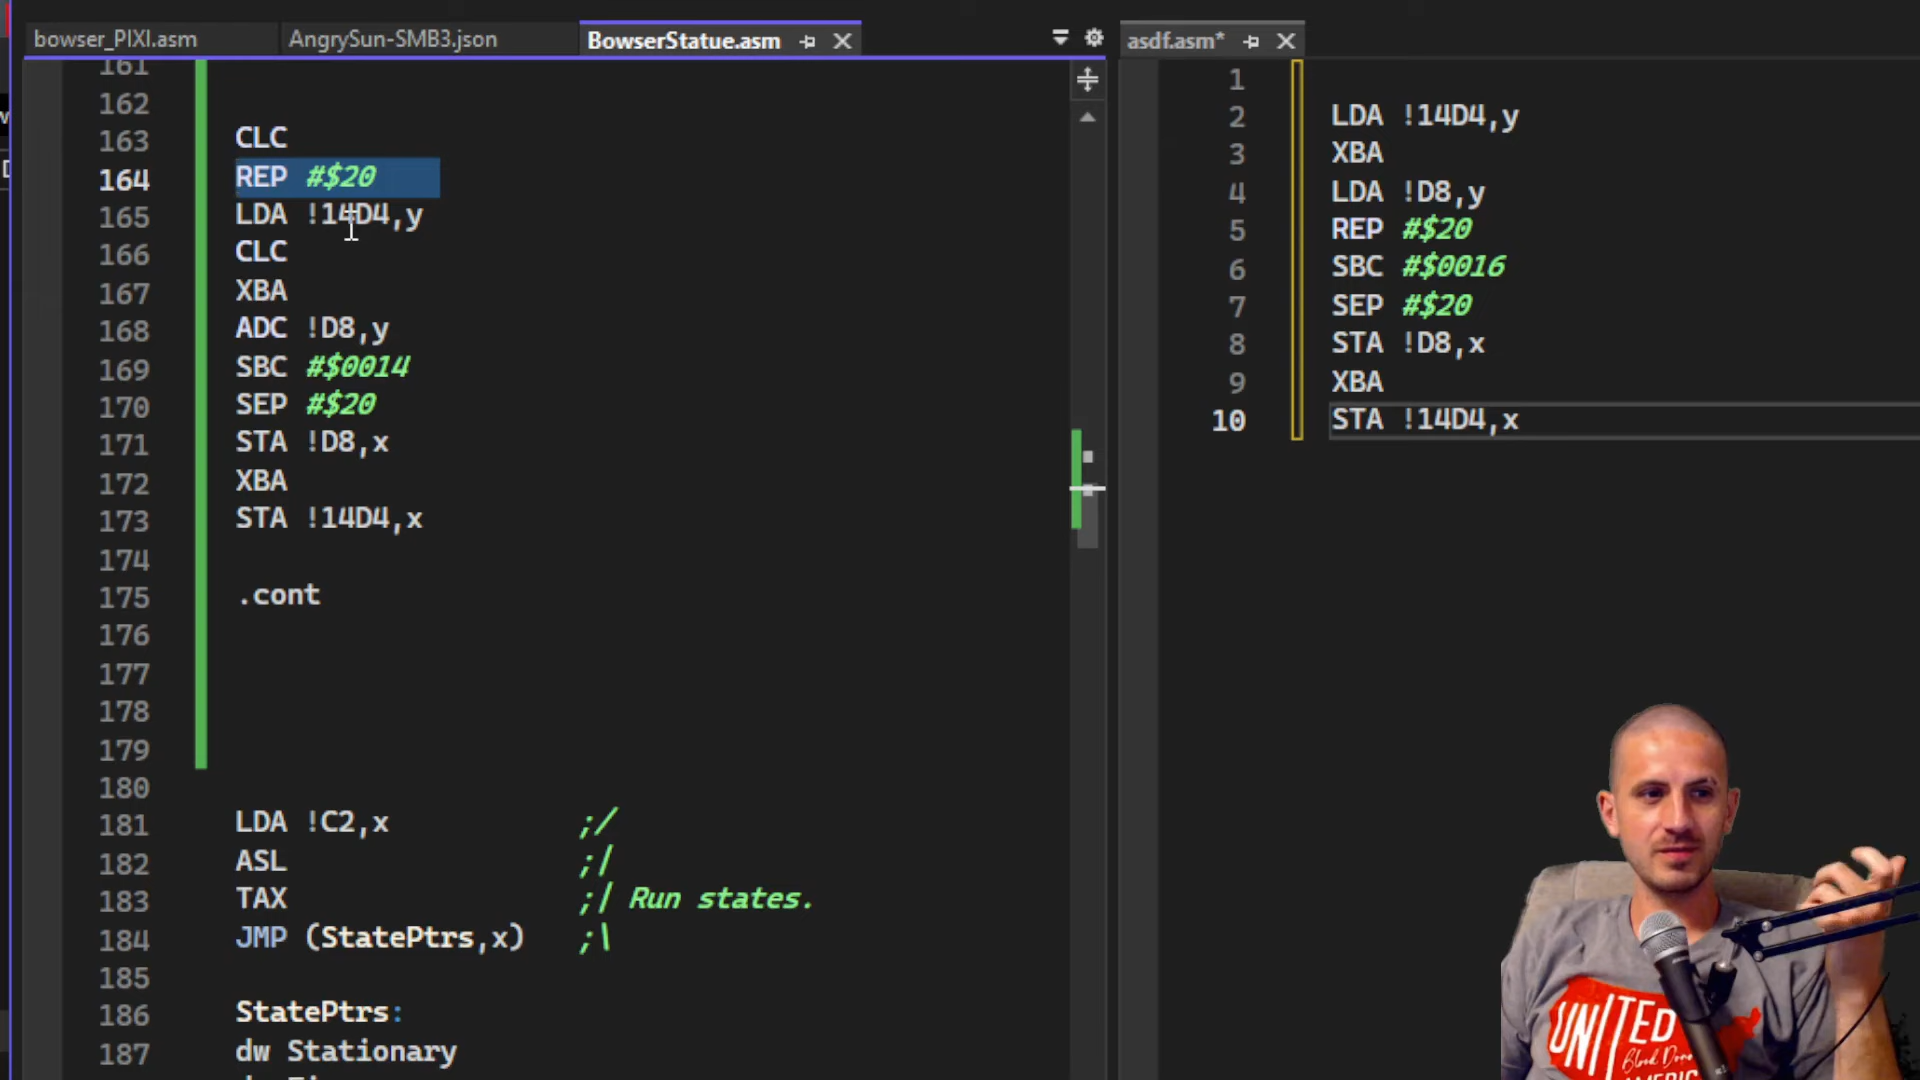 bowser_PIXI.asm AngrySun-SMB3.json BowserStatue.asm asdf.asm*
161
162
163 CLC
164 REP #$20
165 LDA !14D4,y
166 CLC
167 XBA
168 ADC !D8,y
169 SBC #$0014
170 SEP #$20
171 STA !D8,x
172 XBA
173 STA !14D4,x
174
175 .cont
176
177
178
179
180
181 LDA !C2,x ;/
182 ASL ;|
183 TAX ;| Run states.
184 JMP (StatePtrs,x) ;\
185
186 StatePtrs:
187 dw Stationary
1
2 LDA !14D4,y
3 XBA
4 LDA !D8,y
5 REP #$20
6 SBC #$0016
7 SEP #$20
8 STA !D8,x
9 XBA
10 STA !14D4,x
UNITED
Blood Dono